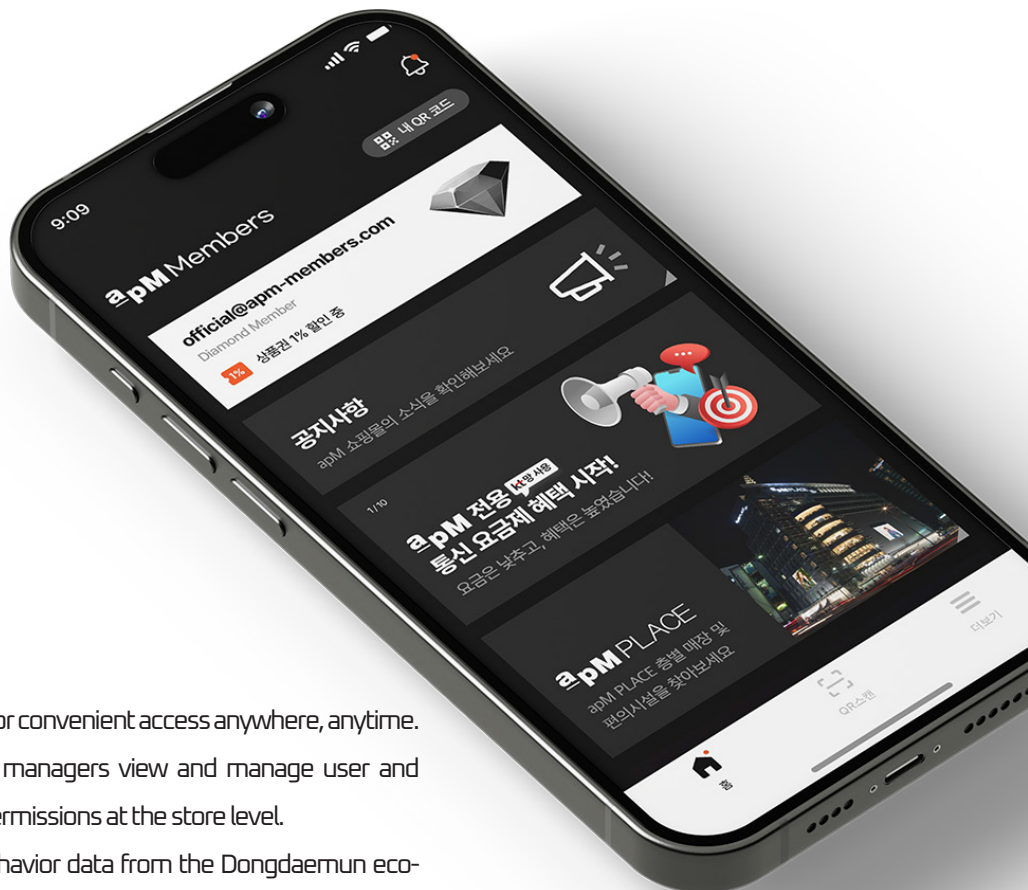 9:09
내 QR 코드
apM Members
official@apm-members.com
Diamond Member
1% 상품권 1% 할인 중
공지사항
apM 쇼핑몰의 소식을 확인해보세요
1/10
apM 전용 kt망 사용
통신 요금제 혜택 시작!
요금은 낮추고, 혜택은 높였습니다!
apM PLACE
apM PLACE 층별 매장 및
편의시설을 찾아보세요
홈
QR스캔
더보기
or convenient access anywhere, anytime.
managers view and manage user and
ermissions at the store level.
havior data from the Dongdaemun eco-